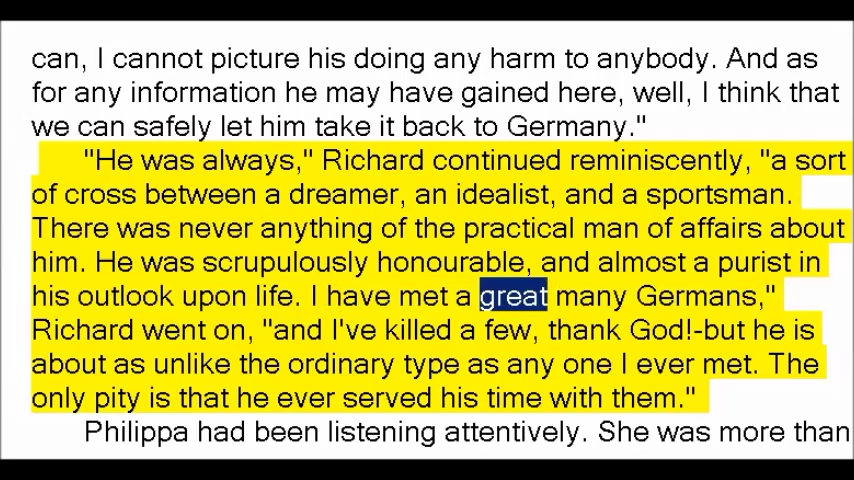 can, I cannot picture his doing any harm to anybody. And as
for any information he may have gained here, well, I think that
we can safely let him take it back to Germany."
"He was always," Richard continued reminiscently, "a sort
of cross between a dreamer, an idealist, and a sportsman.
There was never anything of the practical man of affairs about
him. He was scrupulously honourable, and almost a purist in
his outlook upon life. I have met a great many Germans,"
Richard went on, "and I've killed a few, thank God!-but he is
about as unlike the ordinary type as any one I ever met. The
only pity is that he ever served his time with them."
Philippa had been listening attentively. She was more than